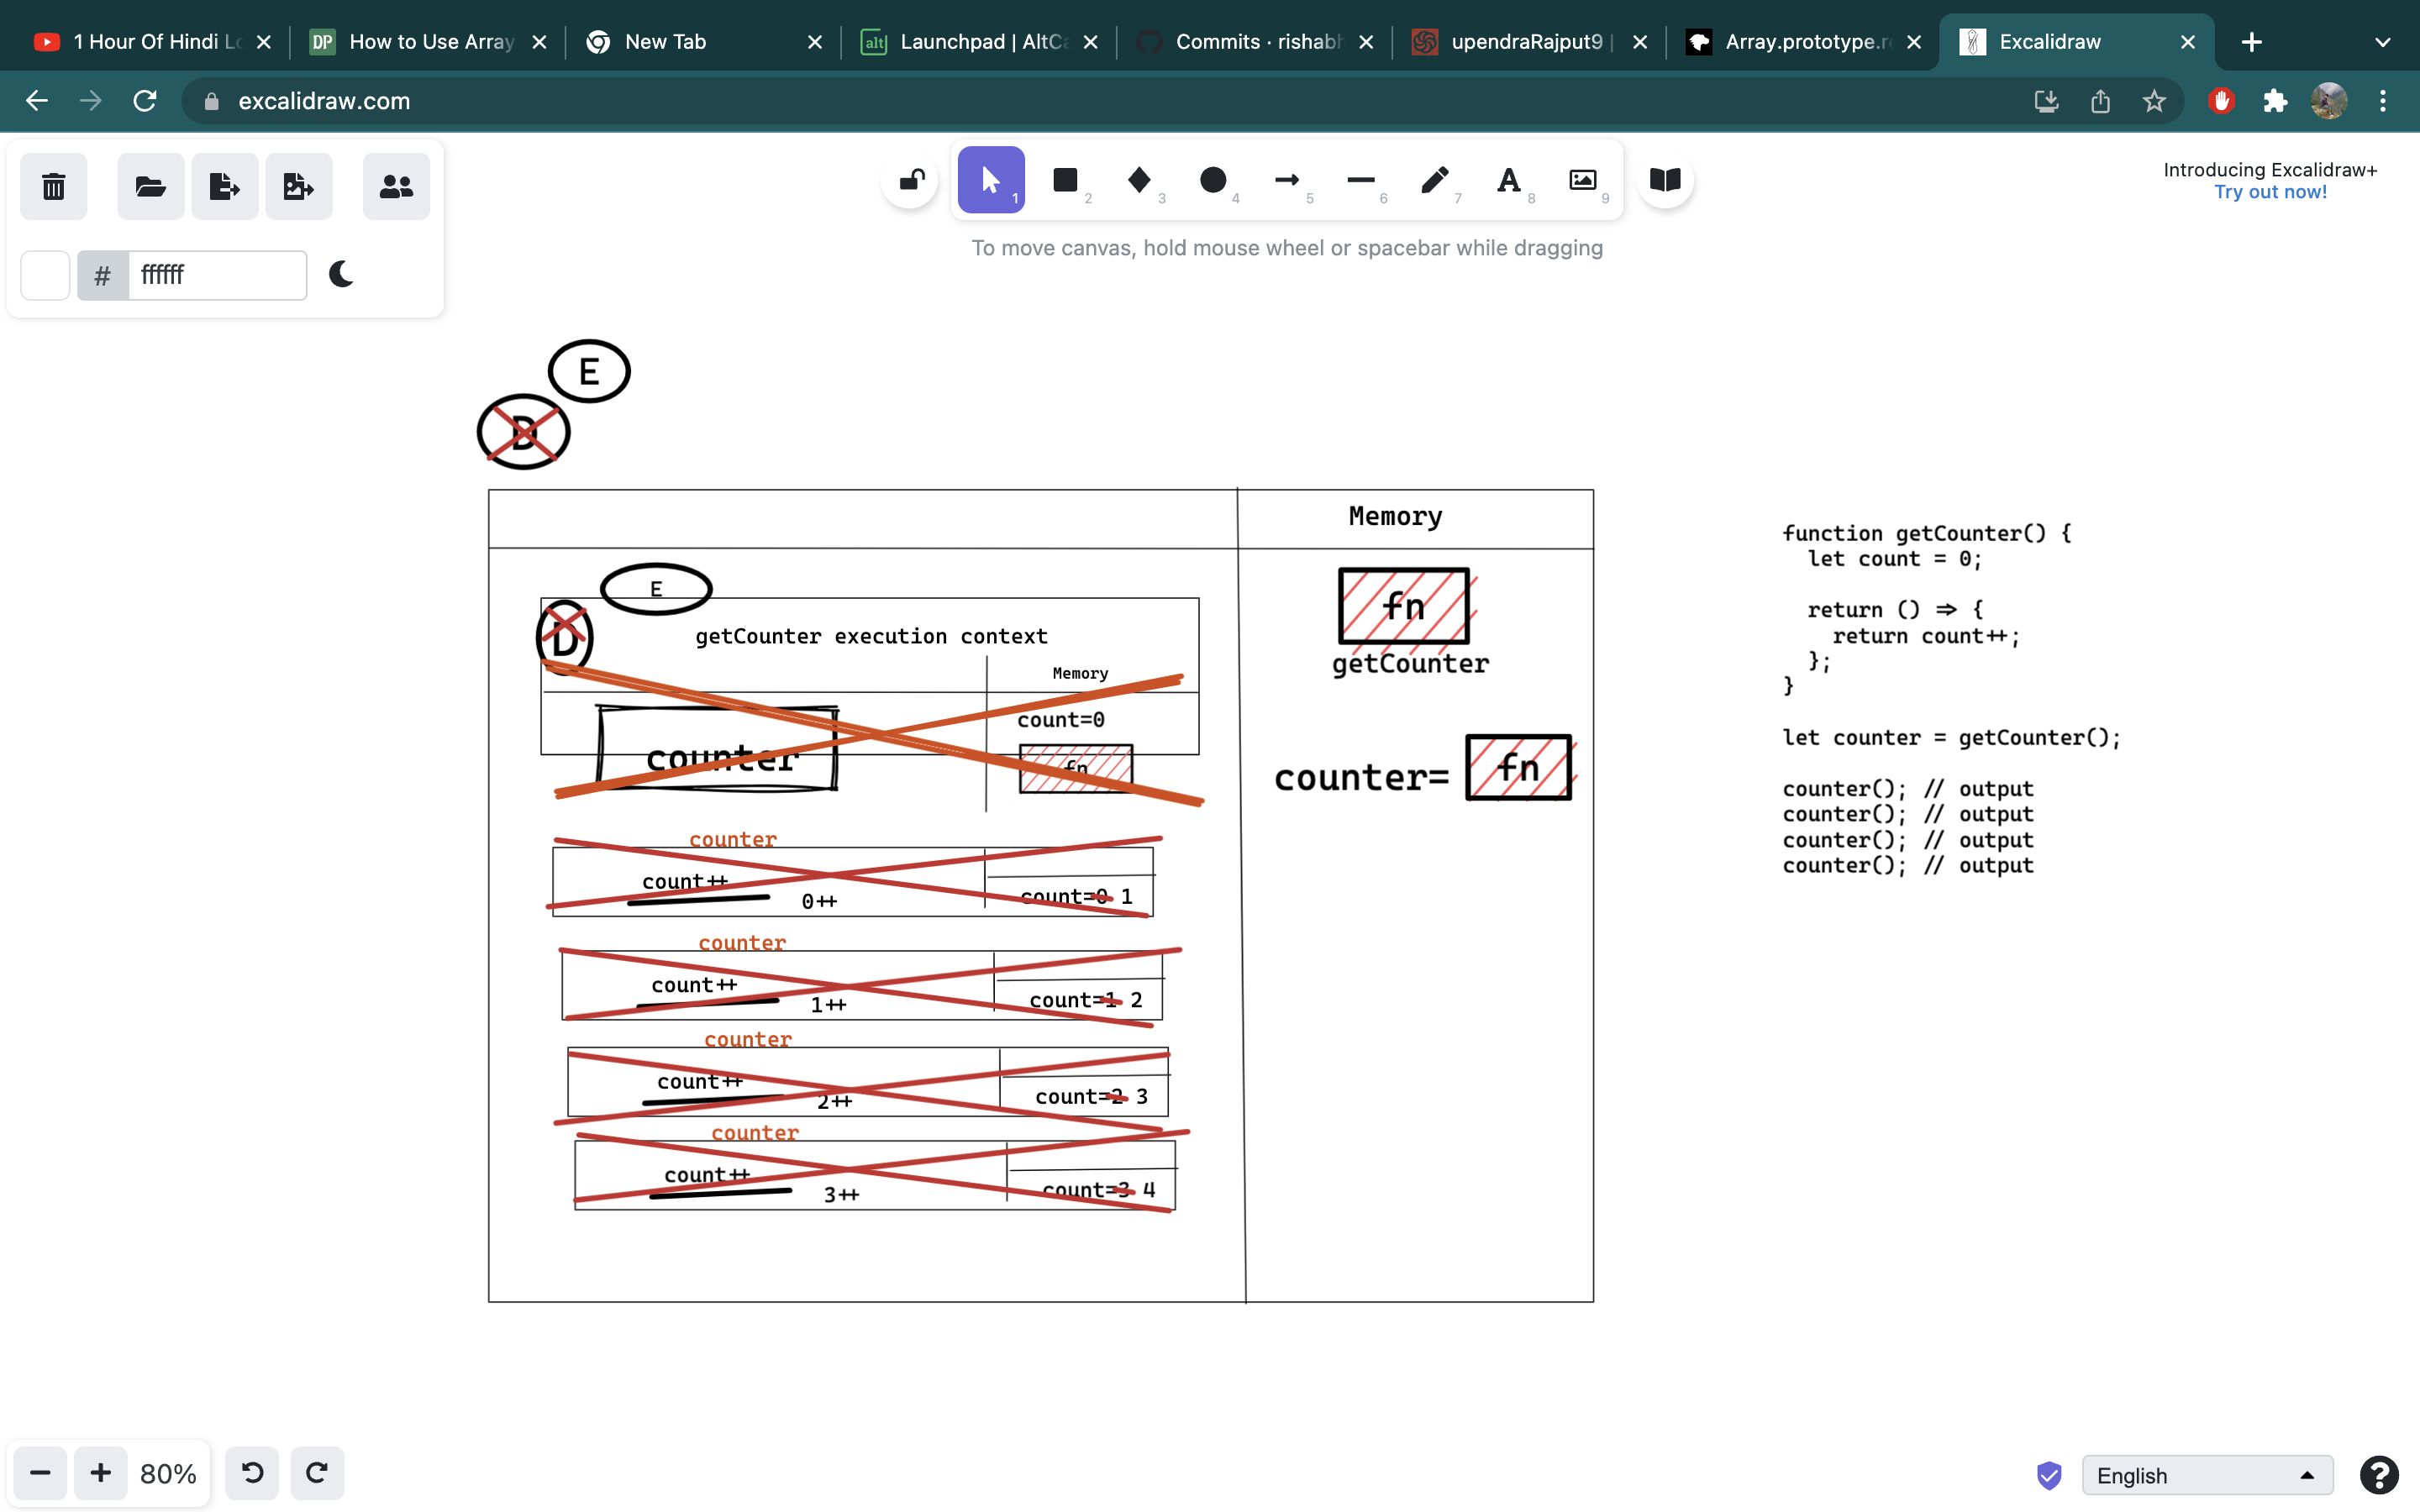 1 Hour Of Hindi Lo
DP How to Use Array
New Tab
alt Launchpad | AltCa
Commits · rishabh
upendraRajput9 |
Array.prototype.re
Excalidraw
excalidraw.com
1
2
3
4
5
6
A 7
8
9
Introducing Excalidraw+
Try out now!
To move canvas, hold mouse wheel or spacebar while dragging
# ffffff
E
D
Memory
E
D
getCounter execution context
Memory
counter
count=0
fn
fn
getCounter
counter= fn
counter
count++
0++
count=0 1
counter
count++
1++
count=1 2
counter
count++
2++
count=2 3
counter
count++
3++
count=3 4
function getCounter() {
let count = 0;
return () => {
return count++;
};
}
let counter = getCounter();
counter(); // output
counter(); // output
counter(); // output
counter(); // output
80%
English
?